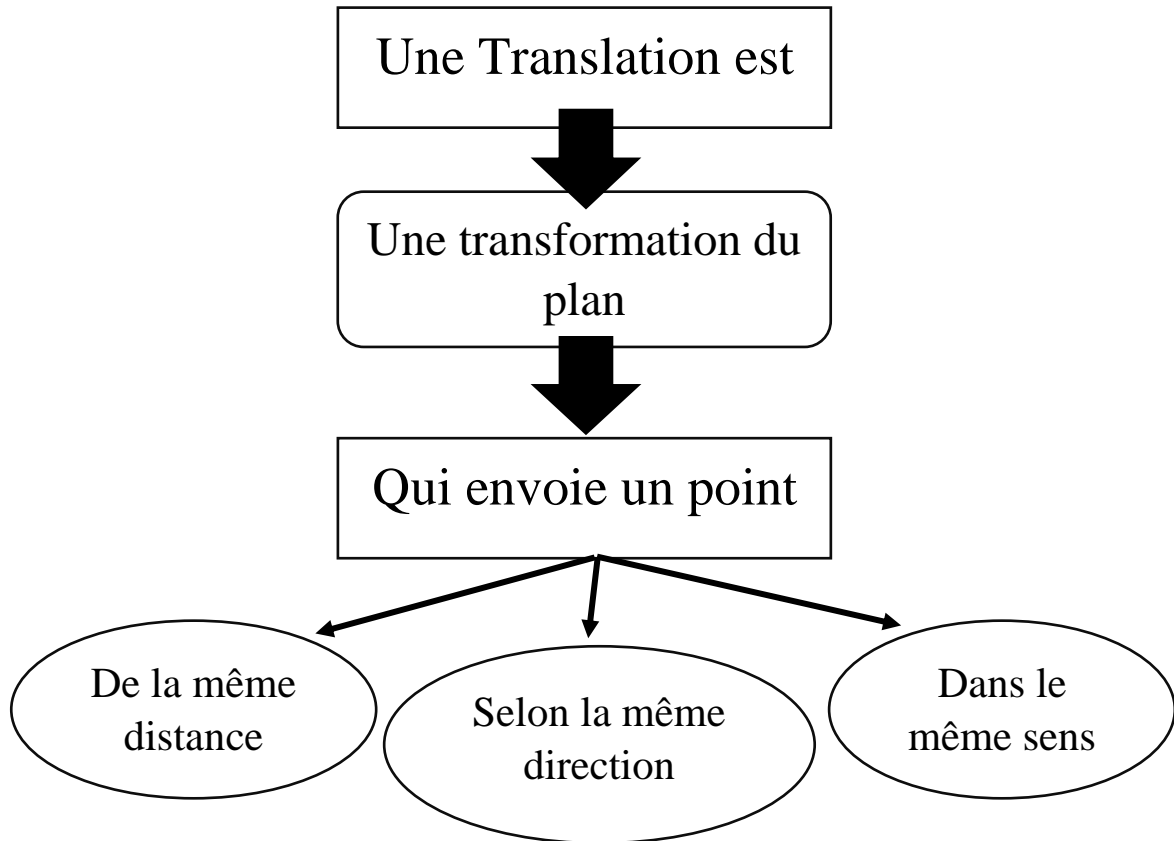 Une Translation est
Une transformation du
plan
Qui envoie un point
De la même
distance
Selon la même
direction
Dans le
même sens